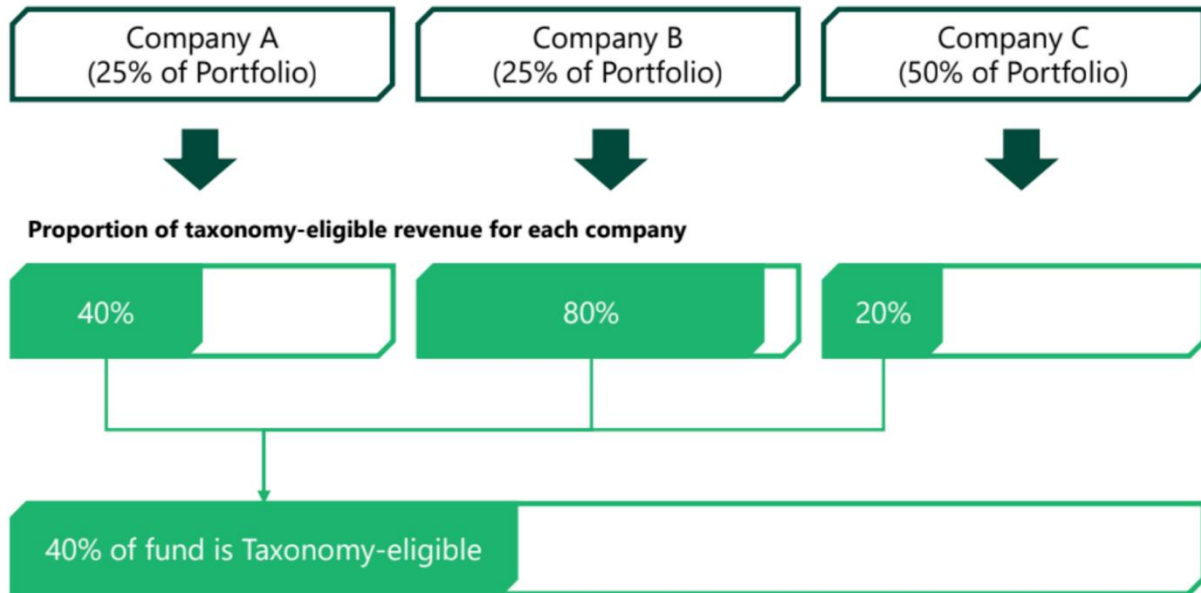 Company A
(25% of Portfolio)
Company B
(25% of Portfolio)
Company C
(50% of Portfolio)
Proportion of taxonomy-eligible revenue for each company
40%
80%
20%
40% of fund is Taxonomy-eligible